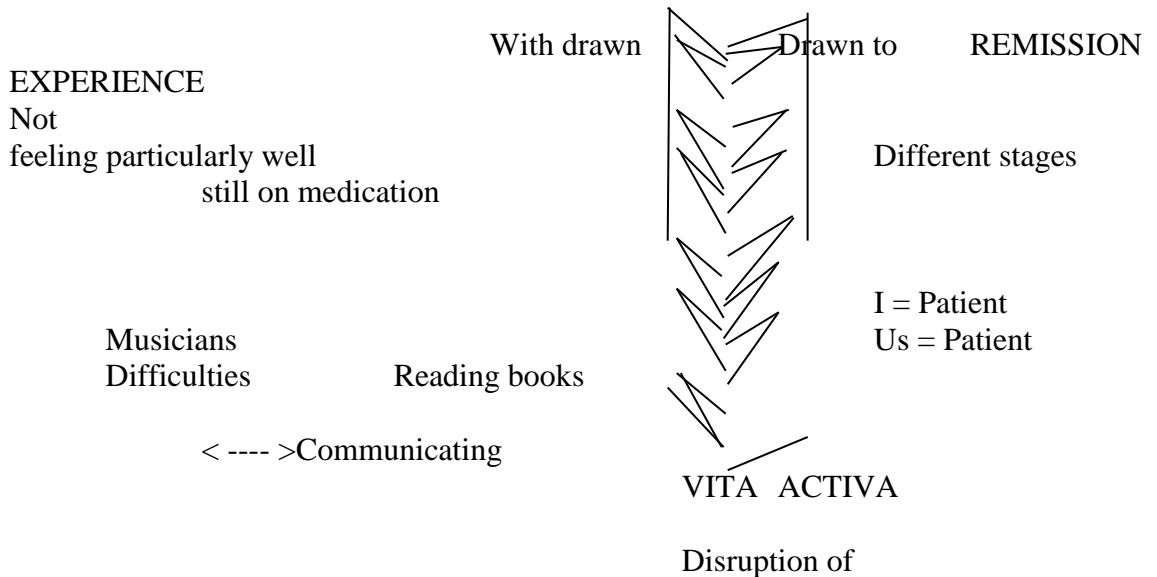 With drawn Drawn to REMISSION
EXPERIENCE
Not
feeling particularly well Different stages
still on medication
I = Patient
Musicians Us = Patient
Difficulties Reading books
< ---- >Communicating
VITA ACTIVA
Disruption of